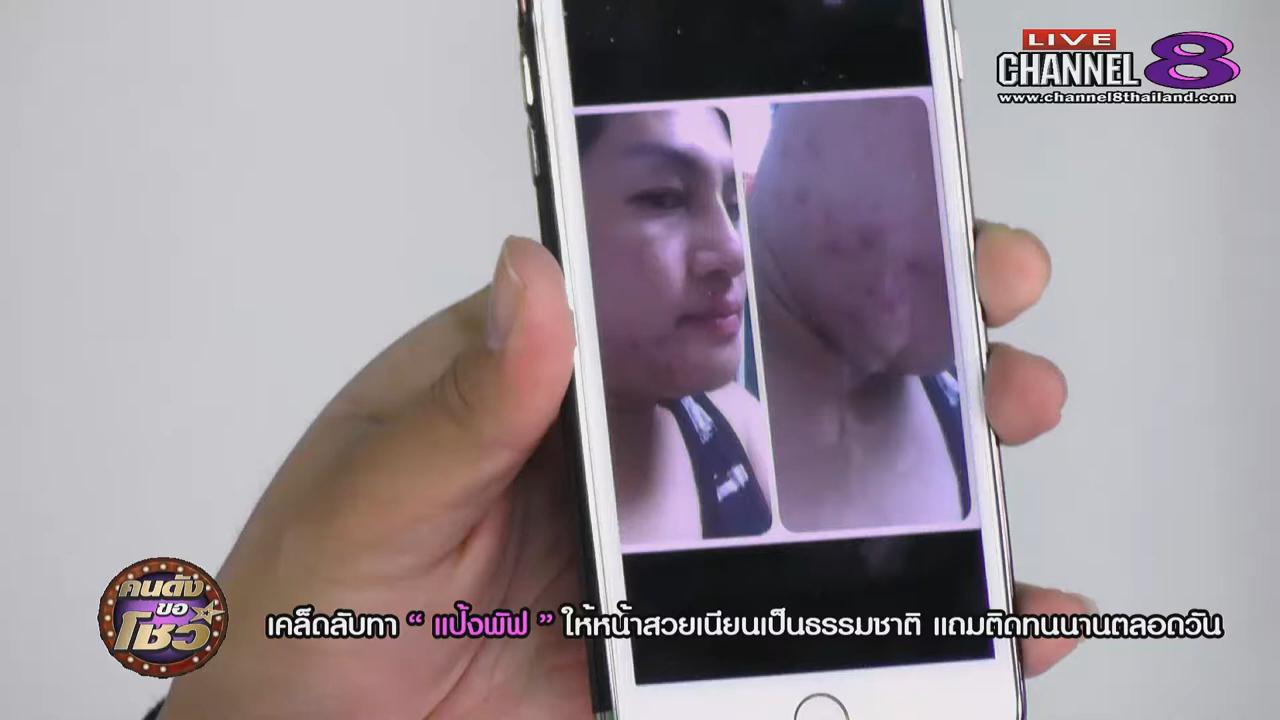 LIVE
CHANNEL 8
www.channel8thailand.com
คนดัง
ขอ
โชว์
เคล็ดลับทา “ แป้งพัฟ ” ให้หน้าสวยเนียนเป็นธรรมชาติ แถมติดทนนานตลอดวัน